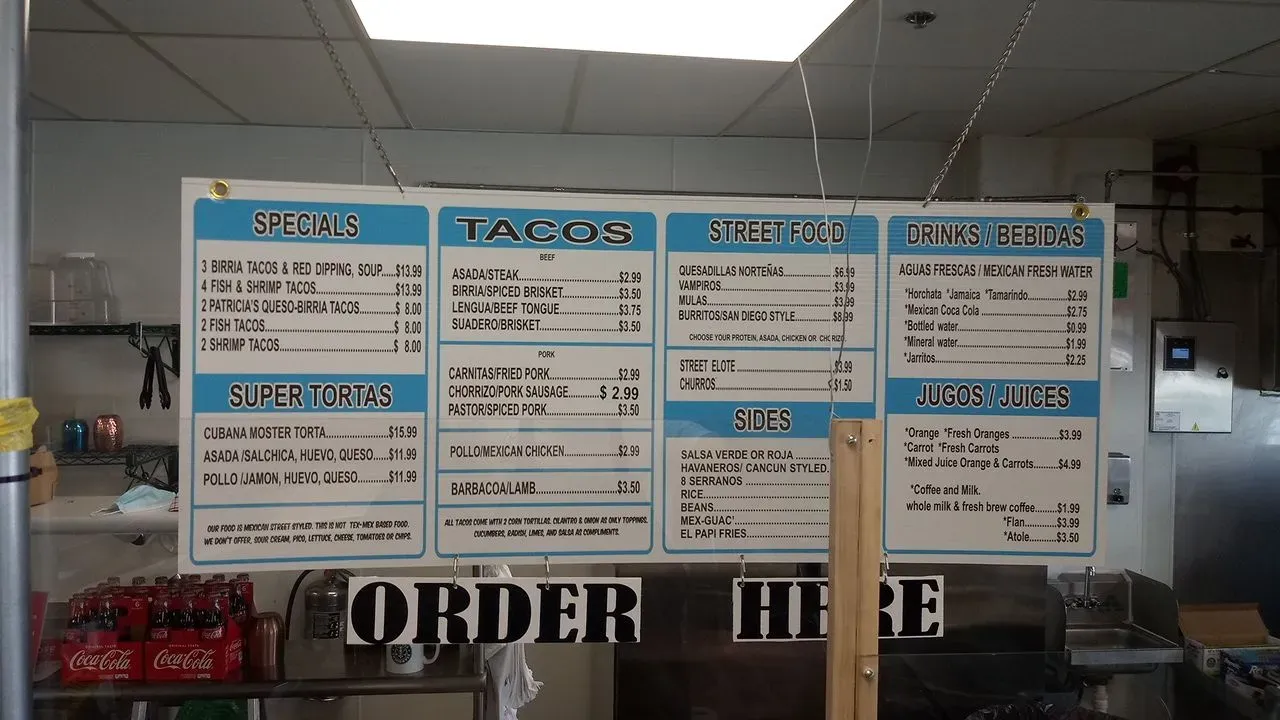 SPECIALS
3 BIRRIA TACOS & RED DIPPING, SOUP.....$13.99
4 FISH & SHRIMP TACOS....................$13.99
2 PATRICIA'S QUESO-BIRRIA TACOS.......$ 8.00
2 FISH TACOS.................................$ 8.00
2 SHRIMP TACOS.............................$ 8.00
SUPER TORTAS
CUBANA MOSTER TORTA...............$15.99
ASADA /SALCHICA, HUEVO, QUESO.....$11.99
POLLO /JAMON, HUEVO, QUESO........$11.99
OUR FOOD IS MEXICAN STREET STYLED. THIS IS NOT TEX-MEX BASED FOOD.
WE DON'T OFFER, SOUR CREAM, PICO, LETTUCE, CHEESE, TOMATOES OR CHIPS.
TACOS
BEEF
ASADA/STEAK..........................$2.99
BIRRIA/SPICED BRISKET..............$3.50
LENGUA/BEEF TONGUE...............$3.75
SUADERO/BRISKET....................$3.50
PORK
CARNITAS/FRIED PORK................$2.99
CHORRIZO/PORK SAUSAGE.........$ 2.99
PASTOR/SPICED PORK.................$3.50
POLLO/MEXICAN CHICKEN.............$2.99
BARBACOA/LAMB......................$3.50
ALL TACOS COME WITH 2 CORN TORTILLAS. CILANTRO & ONION AS ONLY TOPPINGS.
CUCUMBERS, RADISH, LIMES, AND SALSA AS COMPLIMENTS.
STREET FOOD
QUESADILLAS NORTEÑAS...............$6.99
VAMPIROS..............................$3.99
MULAS..................................$3.99
BURRITOS/SAN DIEGO STYLE..........$8.99
CHOOSE YOUR PROTEIN, ASADA, CHICKEN OR CHORIZO.
STREET ELOTE.........................$3.99
CHURROS..............................$1.50
SIDES
SALSA VERDE OR ROJA
HAVANEROS/ CANCUN STYLED.
8 SERRANOS
RICE
BEANS
MEX-GUAC'
EL PAPI FRIES
DRINKS / BEBIDAS
AGUAS FRESCAS / MEXICAN FRESH WATER
*Horchata *Jamaica *Tamarindo..........$2.99
*Mexican Coca Cola......................$2.75
*Bottled water............................$0.99
*Mineral water............................$1.99
*Jarritos...................................$2.25
JUGOS / JUICES
*Orange *Fresh Oranges................$3.99
*Carrot *Fresh Carrots
*Mixed Juice Orange & Carrots.........$4.99
*Coffee and Milk.
whole milk & fresh brew coffee.......$1.99
*Flan..........$3.99
*Atole.........$3.50
ORDER HERE
Coca-Cola Coca-Cola